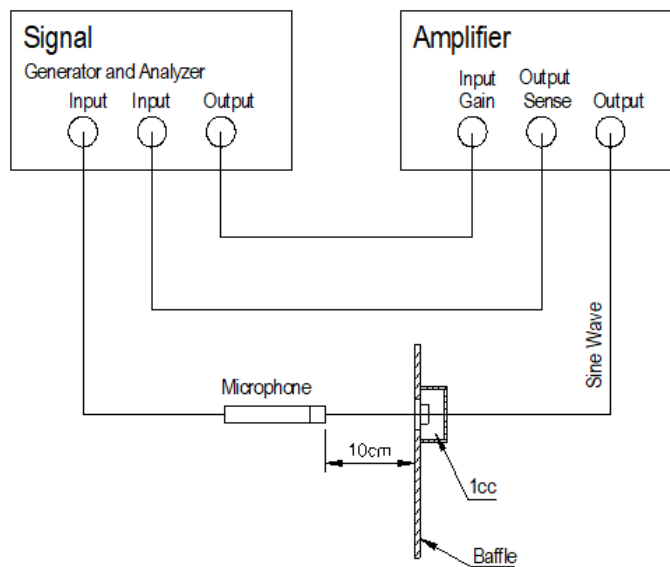 Signal
Generator and Analyzer
Input Input Output
Amplifier
Input
Gain
Output
Sense
Output
Sine Wave
Microphone
10cm
1cc
Baffle